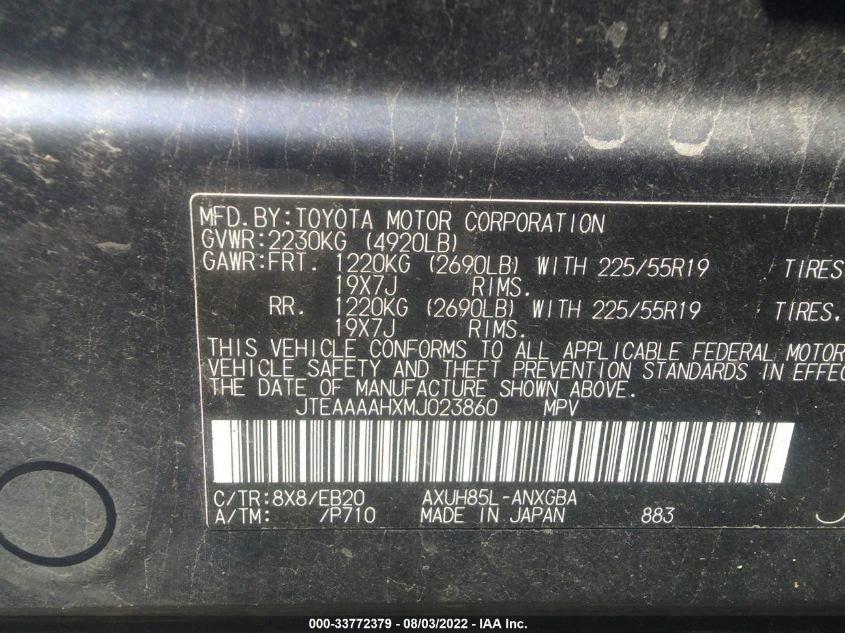 MFD.BY:TOYOTA MOTOR CORPORATION
GVWR:2230KG (4920LB)
GAWR:FRT. 1220KG (2690LB) WITH 225/55R19 TIRES
19X7J RIMS.
RR. 1220KG (2690LB) WITH 225/55R19 TIRES.
19X7J RIMS.
THIS VEHICLE CONFORMS TO ALL APPLICABLE FEDERAL MOTOR
VEHICLE SAFETY AND THEFT PREVENTION STANDARDS IN EFFEC
THE DATE OF MANUFACTURE SHOWN ABOVE.
JTEAAAAHXMJ023860 MPV
C/TR:8X8/EB20 AXUH85L-ANXGBA
A/TM: /P710 MADE IN JAPAN 883
000-33772379 - 08/03/2022 - IAA Inc.